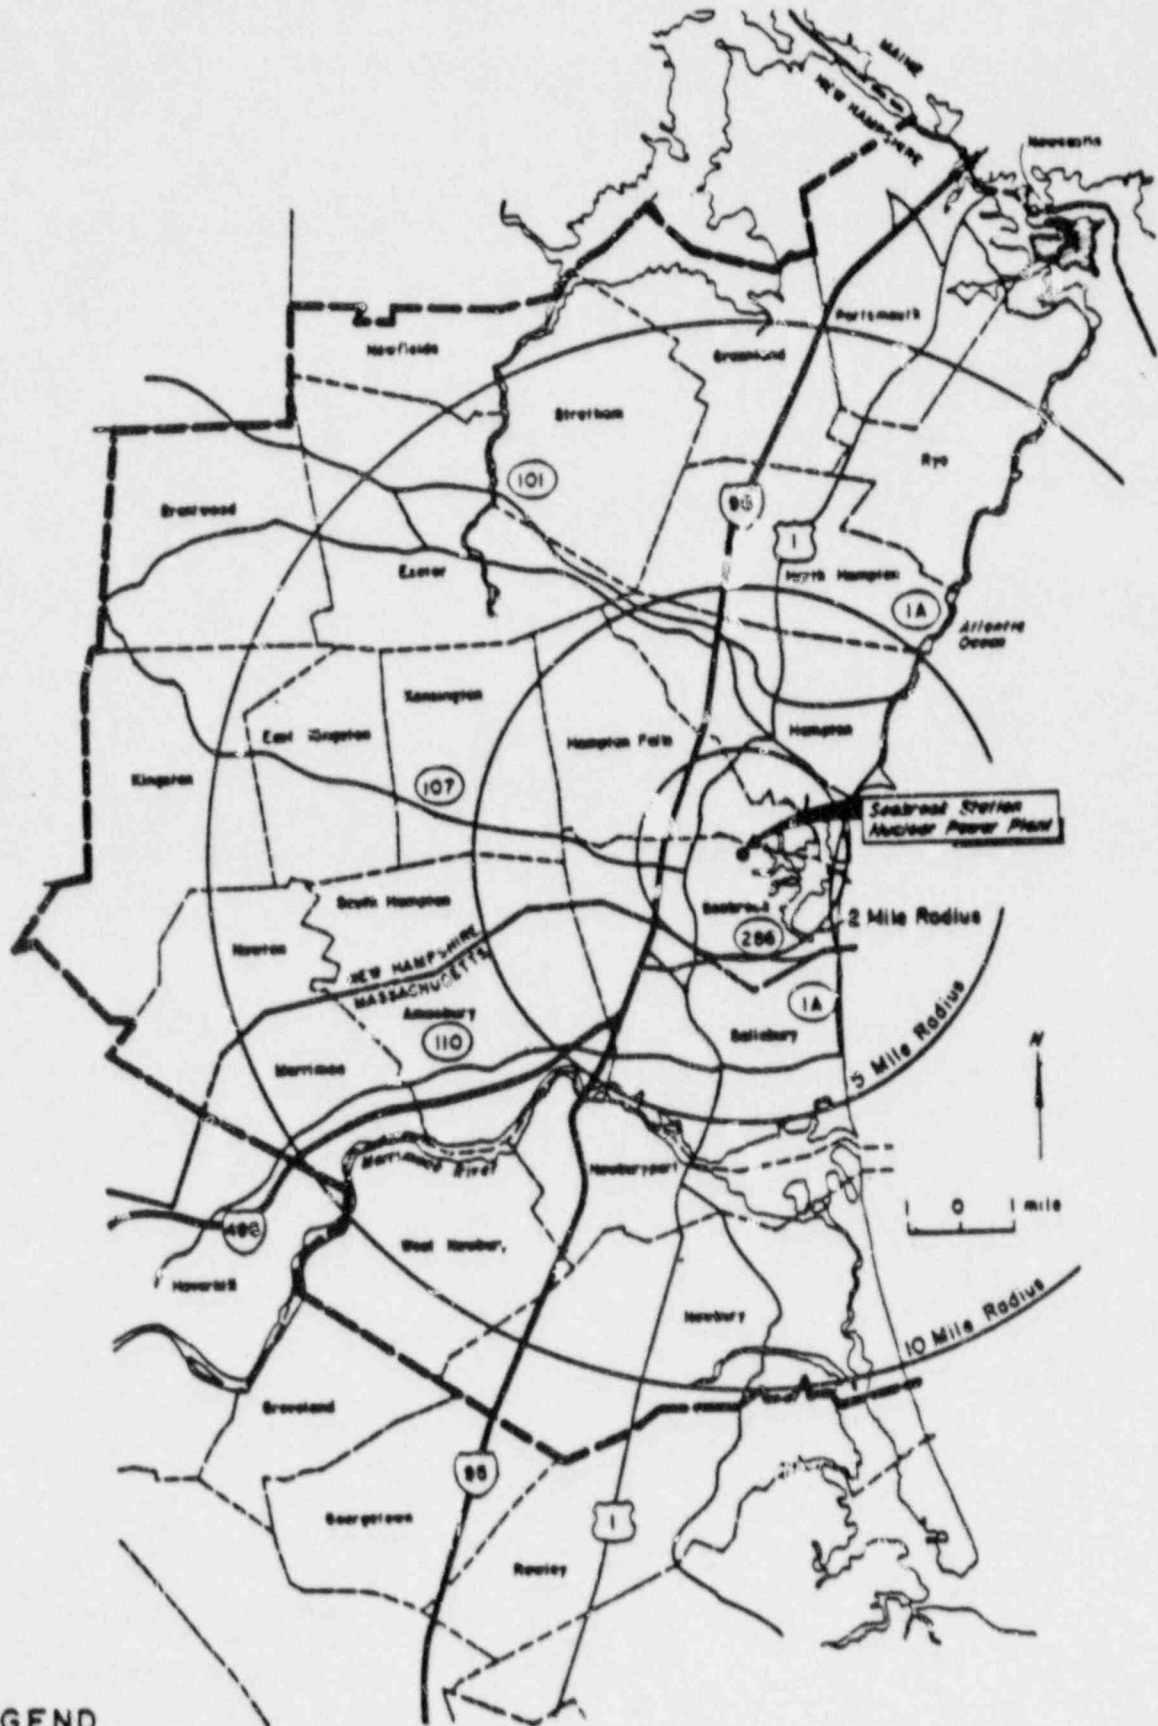 MAINE
NEW HAMPSHIRE
Newcastle
Portsmouth
Newfields
Greenland
Stratham
Rye
101
95
Brentwood
1
Exeter
North Hampton
1A
Atlantic
Ocean
Kensington
East Kingston
Hampton Falls
Hampton
Kingston
107
Seabrook Station
Nuclear Power Plant
South Hampton
Seabrook
2 Mile Radius
286
Newton
NEW HAMPSHIRE
MASSACHUSETTS
Amesbury
1A
110
Salisbury
5 Mile Radius
Merrimac
N
Merrimack River
Newburyport
1 0 1 mile
495
West Newbury
Haverhill
Newbury
10 Mile Radius
Groveland
95
Georgetown
1
Rowley
GEND